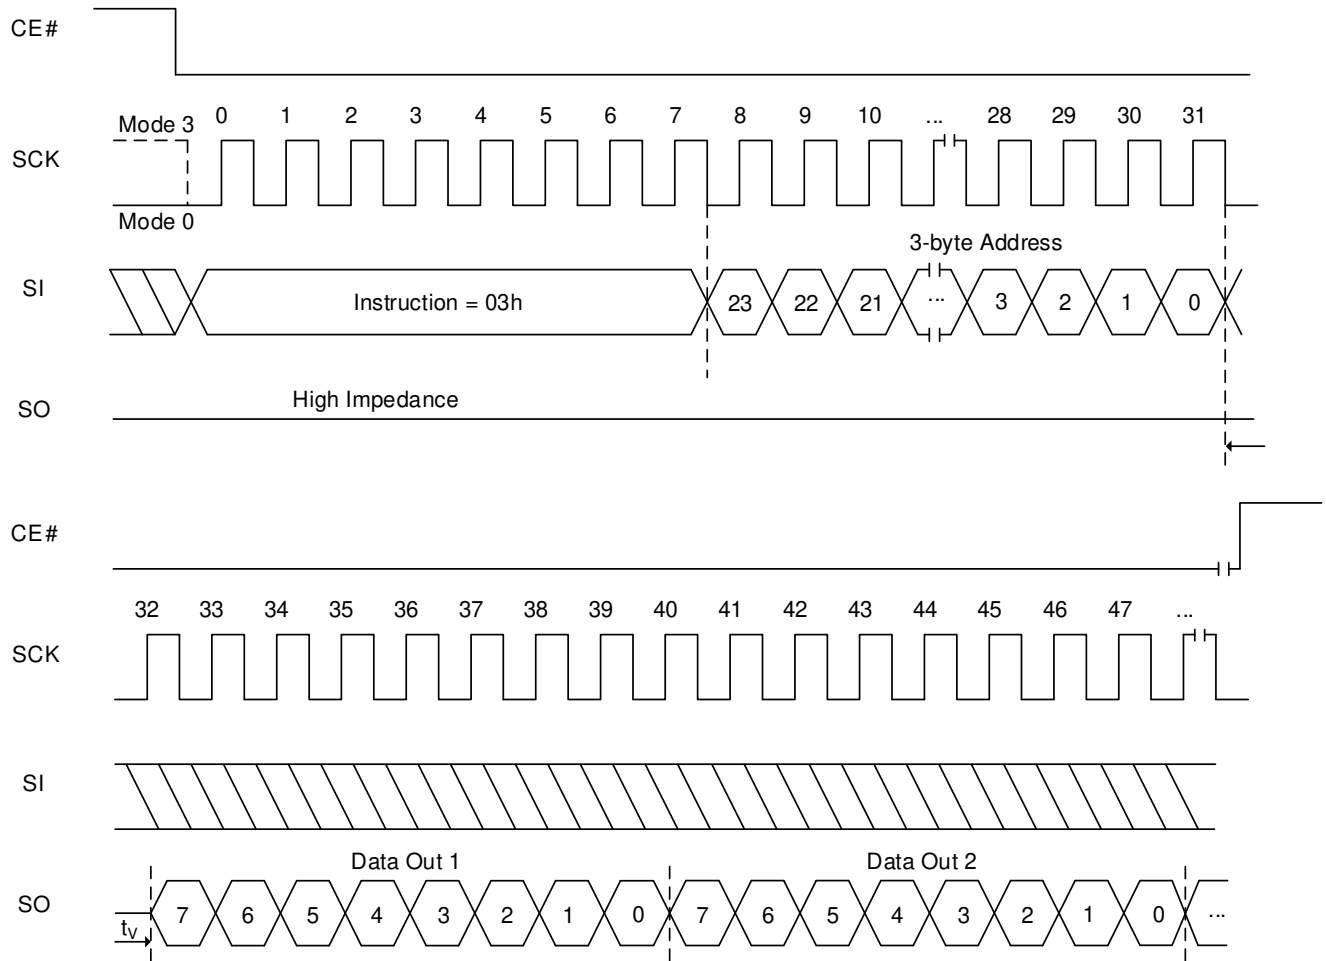 CE#
0 1 2 3 4 5 6 7 8 9 10 ... 28 29 30 31
Mode 3
SCK
Mode 0
3-byte Address
SI
Instruction = 03h 23 22 21 ... 3 2 1 0
SO
High Impedance
CE#
32 33 34 35 36 37 38 39 40 41 42 43 44 45 46 47 ...
SCK
SI
Data Out 1 Data Out 2
SO
7 6 5 4 3 2 1 0 7 6 5 4 3 2 1 0 ...
tV